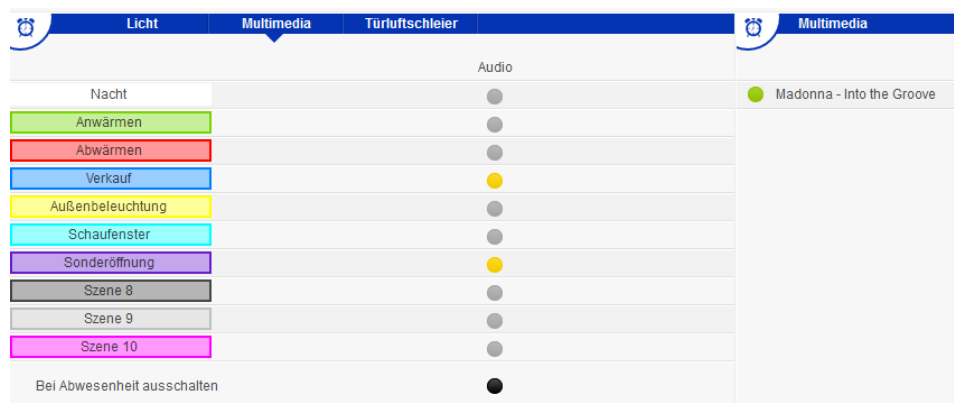 Licht Multimedia Türluftschleier Multimedia
Audio
Nacht Madonna - Into the Groove
Anwärmen
Abwärmen
Verkauf
Außenbeleuchtung
Schaufenster
Sonderöffnung
Szene 8
Szene 9
Szene 10
Bei Abwesenheit ausschalten